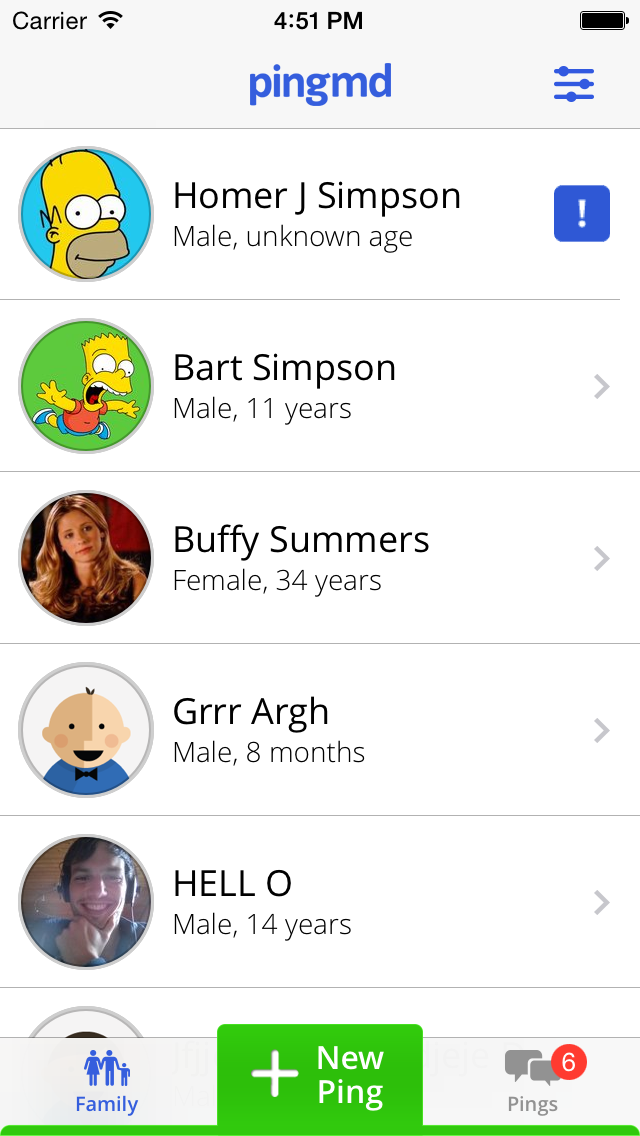 Carrier 4:51 PM
pingmd
Homer J Simpson
Male, unknown age
!
Bart Simpson
Male, 11 years
Buffy Summers
Female, 34 years
Grrr Argh
Male, 8 months
HELL O
Male, 14 years
Family
New
Ping
6
Pings